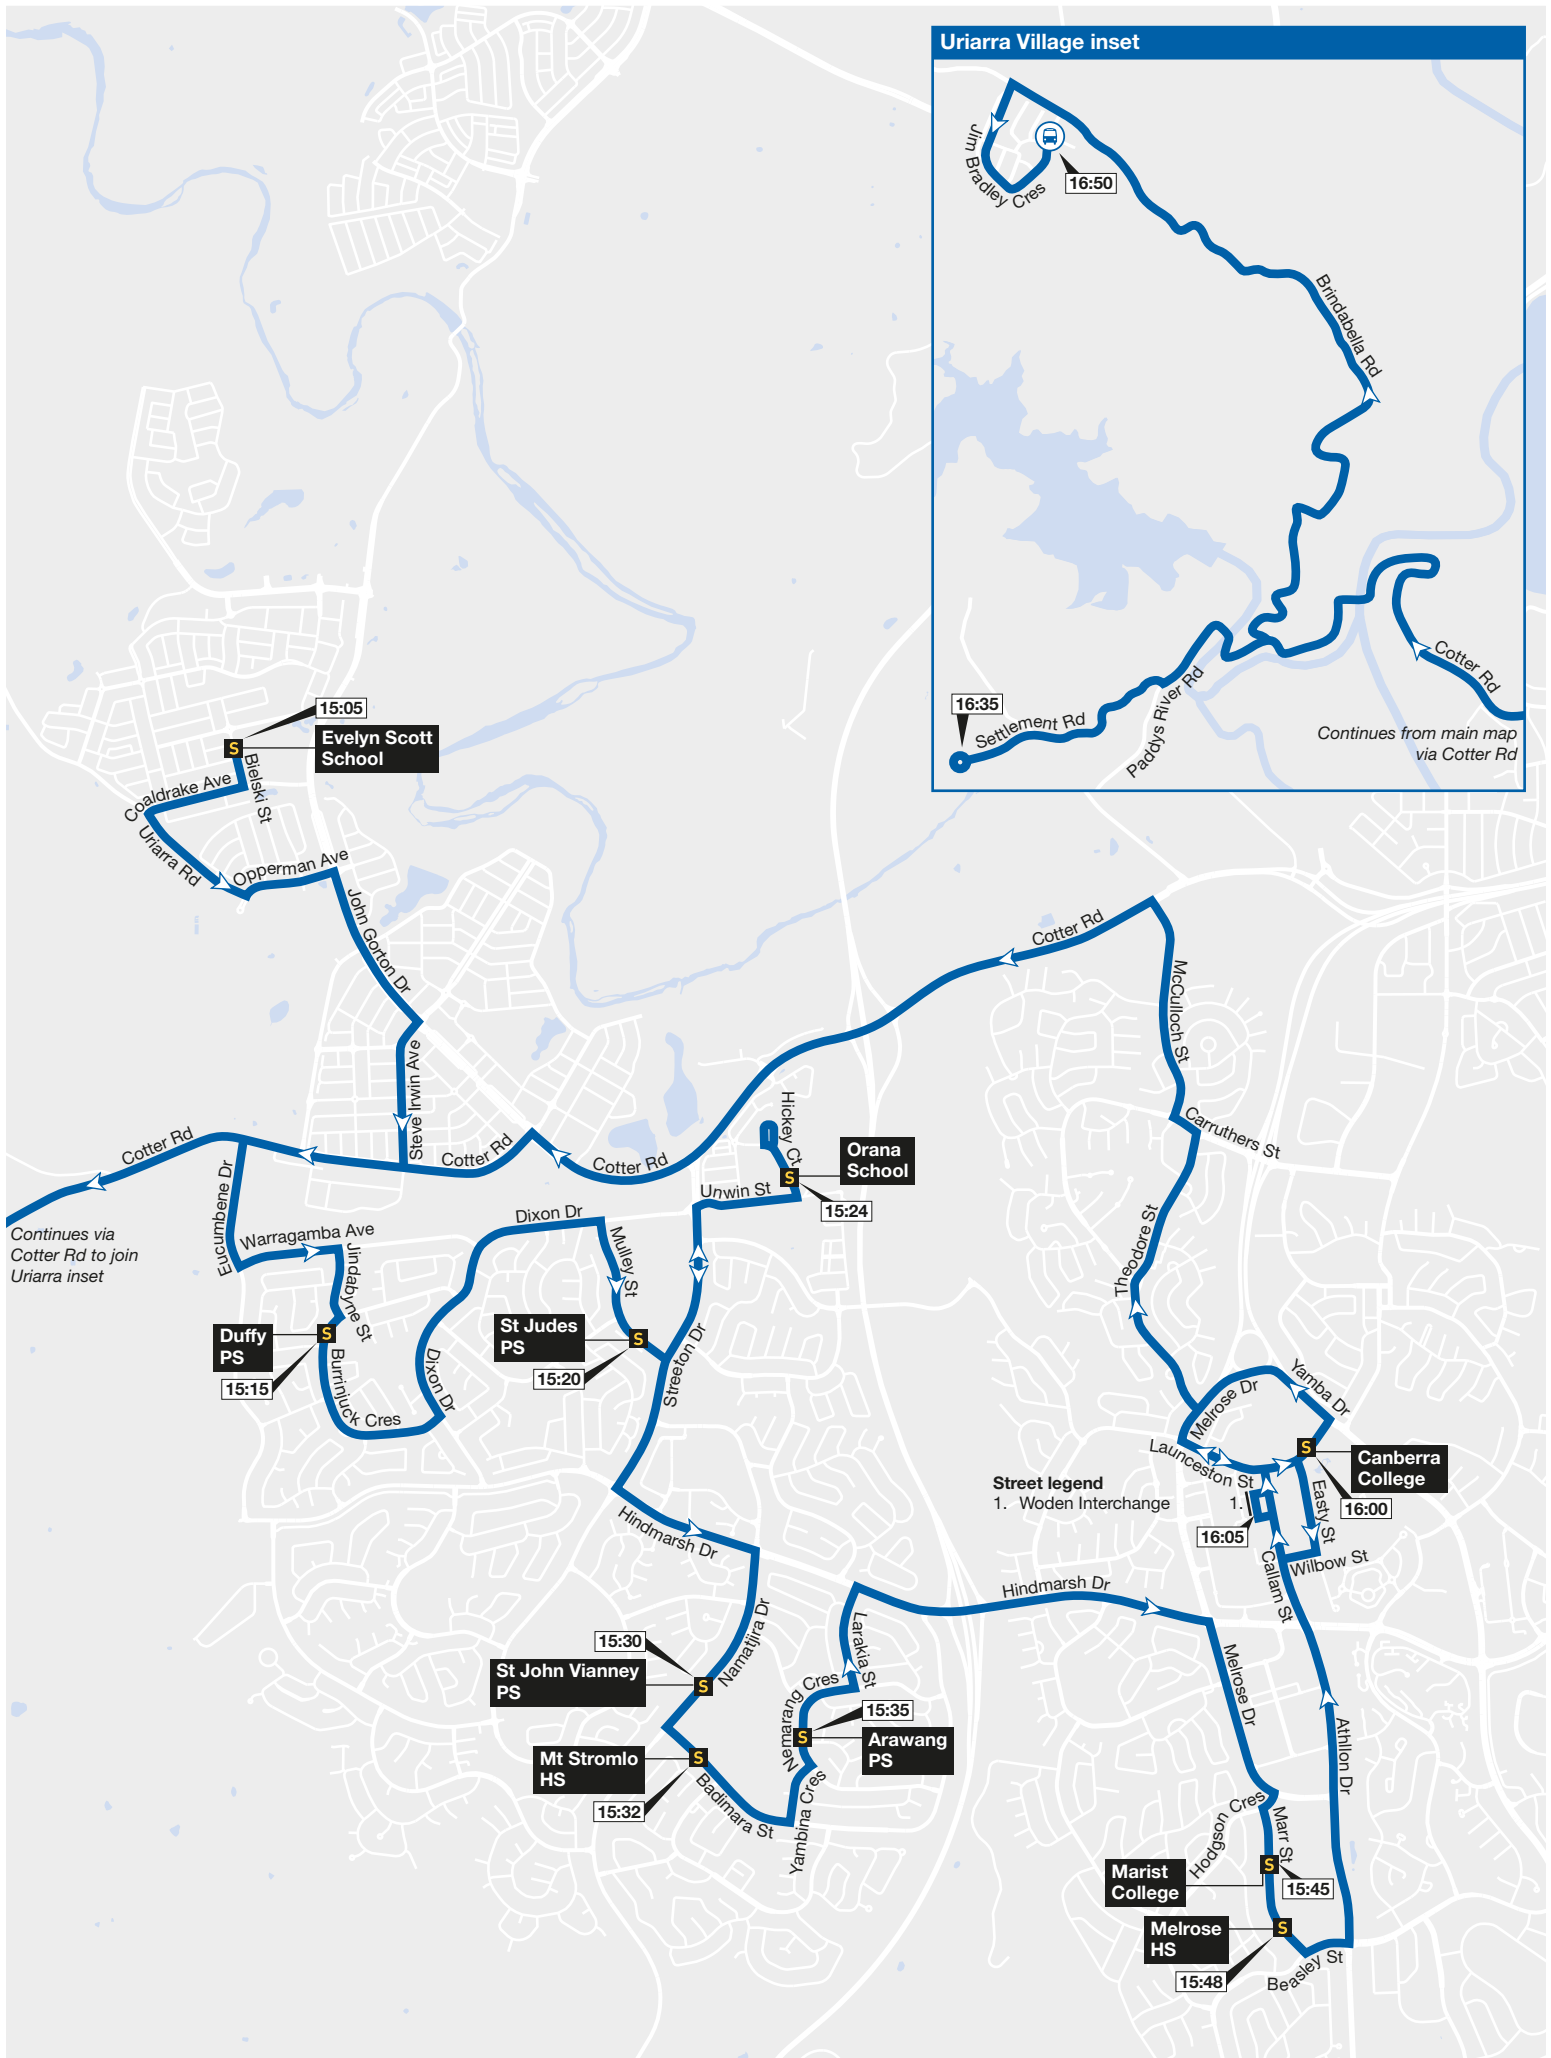 Uriarra Village inset
Jim Bradley Cres
16:50
Brindabella Rd
Cotter Rd
16:35
Settlement Rd
Paddys River Rd
Continues from main map
via Cotter Rd
15:05
Evelyn Scott
School
Bielski St
Coaldrake Ave
Uriarra Rd
Opperman Ave
John Gorton Dr
Cotter Rd
McCulloch St
Steve Irwin Ave
Hickey Ct
Carruthers St
Cotter Rd
Cotter Rd
Cotter Rd
Orana
School
Unwin St
15:24
Eucumbene Dr
Continues via
Cotter Rd to join
Uriarra inset
Warragamba Ave
Jindabyne St
Dixon Dr
Mulley St
Theodore St
Duffy
PS
15:15
St Judes
PS
15:20
Burrinjuck Cres
Dixon Dr
Streeton Dr
Melrose Dr
Yamba Dr
Launceston St
Canberra
College
16:00
Street legend
1. Woden Interchange
1.
16:05
Easty St
Wilbow St
Callam St
Hindmarsh Dr
Hindmarsh Dr
15:30
St John Vianney
PS
Namatjira Dr
Larakia St
Nemarang Cres
15:35
Arawang
PS
Mt Stromlo
HS
15:32
Badimara St
Yambina Cres
Melrose Dr
Athllon Dr
Hodgson Cres
Marr St
Marist
College
15:45
Melrose
HS
15:48
Beasley St